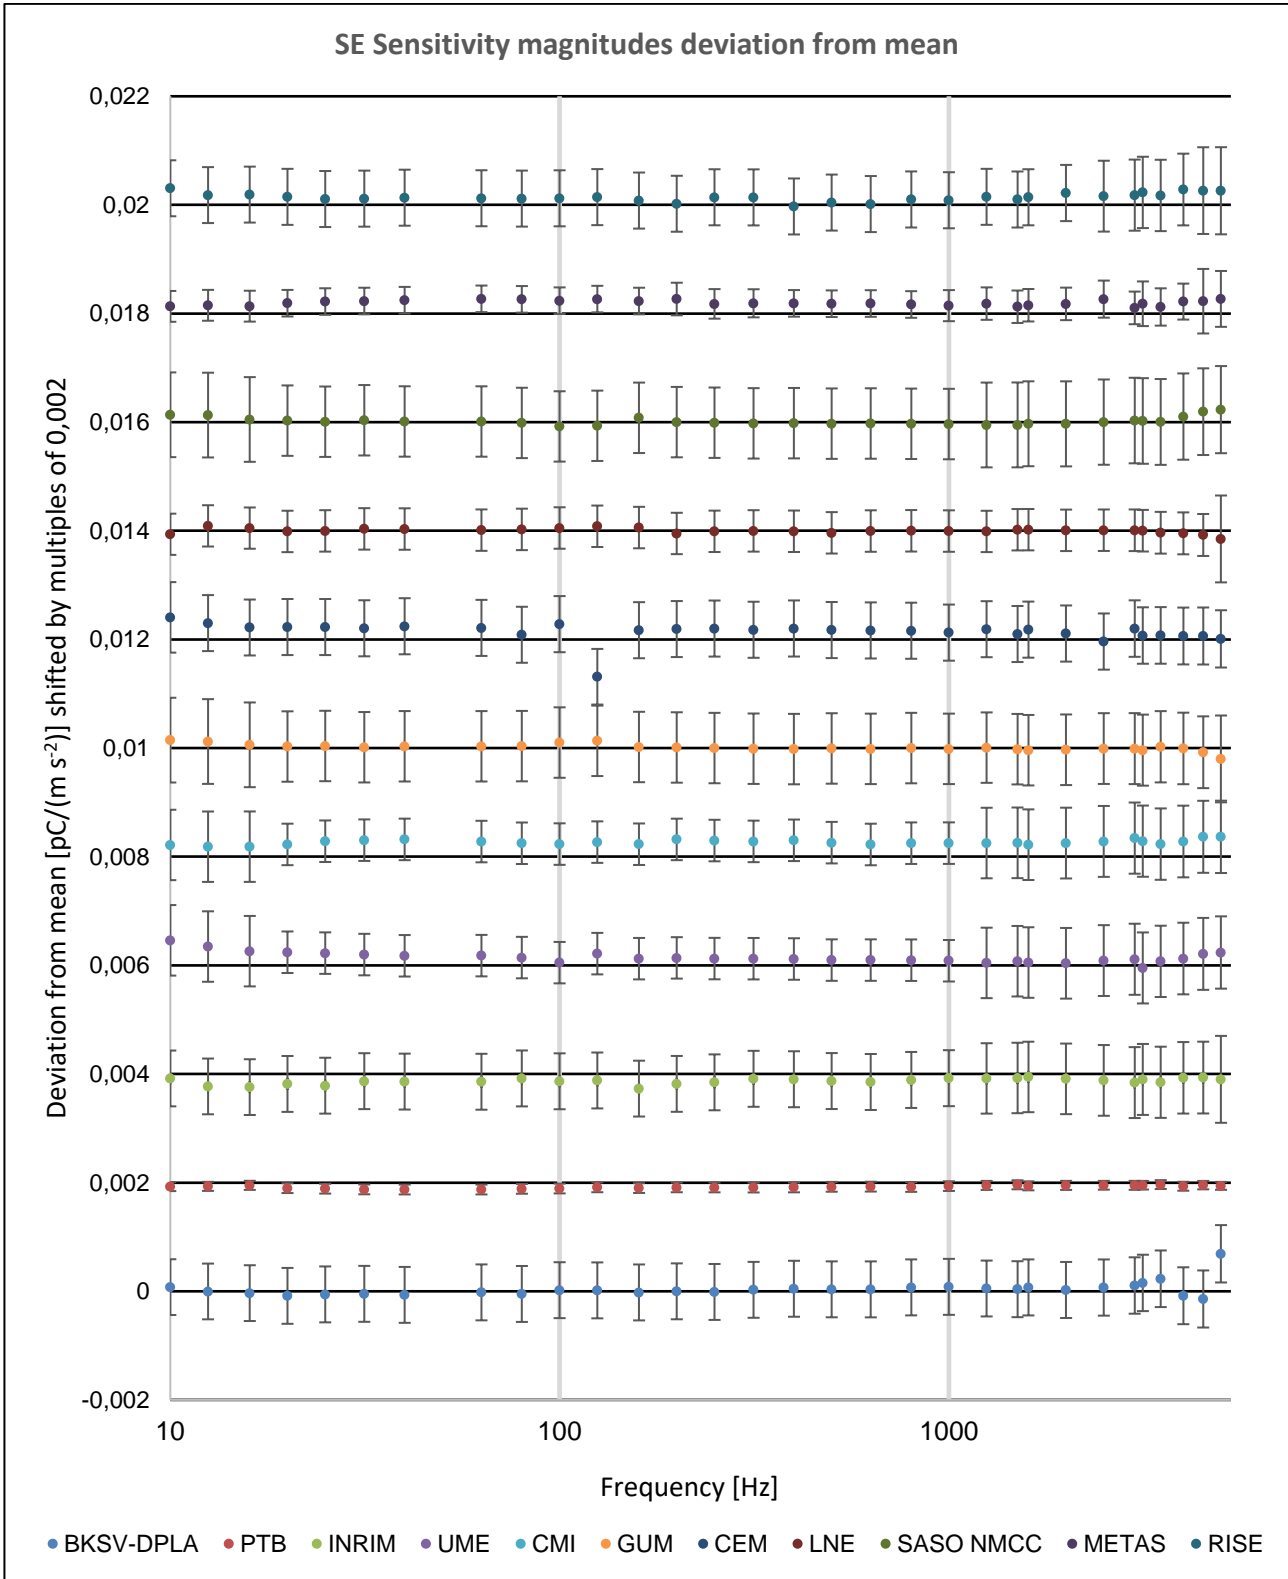 SE Sensitivity magnitudes deviation from mean
0,022
0,02
0,018
0,016
0,014
0,012
0,01
0,008
0,006
0,004
0,002
0
-0,002
Deviation from mean [pC/(m s⁻²)] shifted by multiples of 0,002
10 100 1000
Frequency [Hz]
BKSV-DPLA PTB INRIM UME CMI GUM CEM LNE SASO NMCC METAS RISE